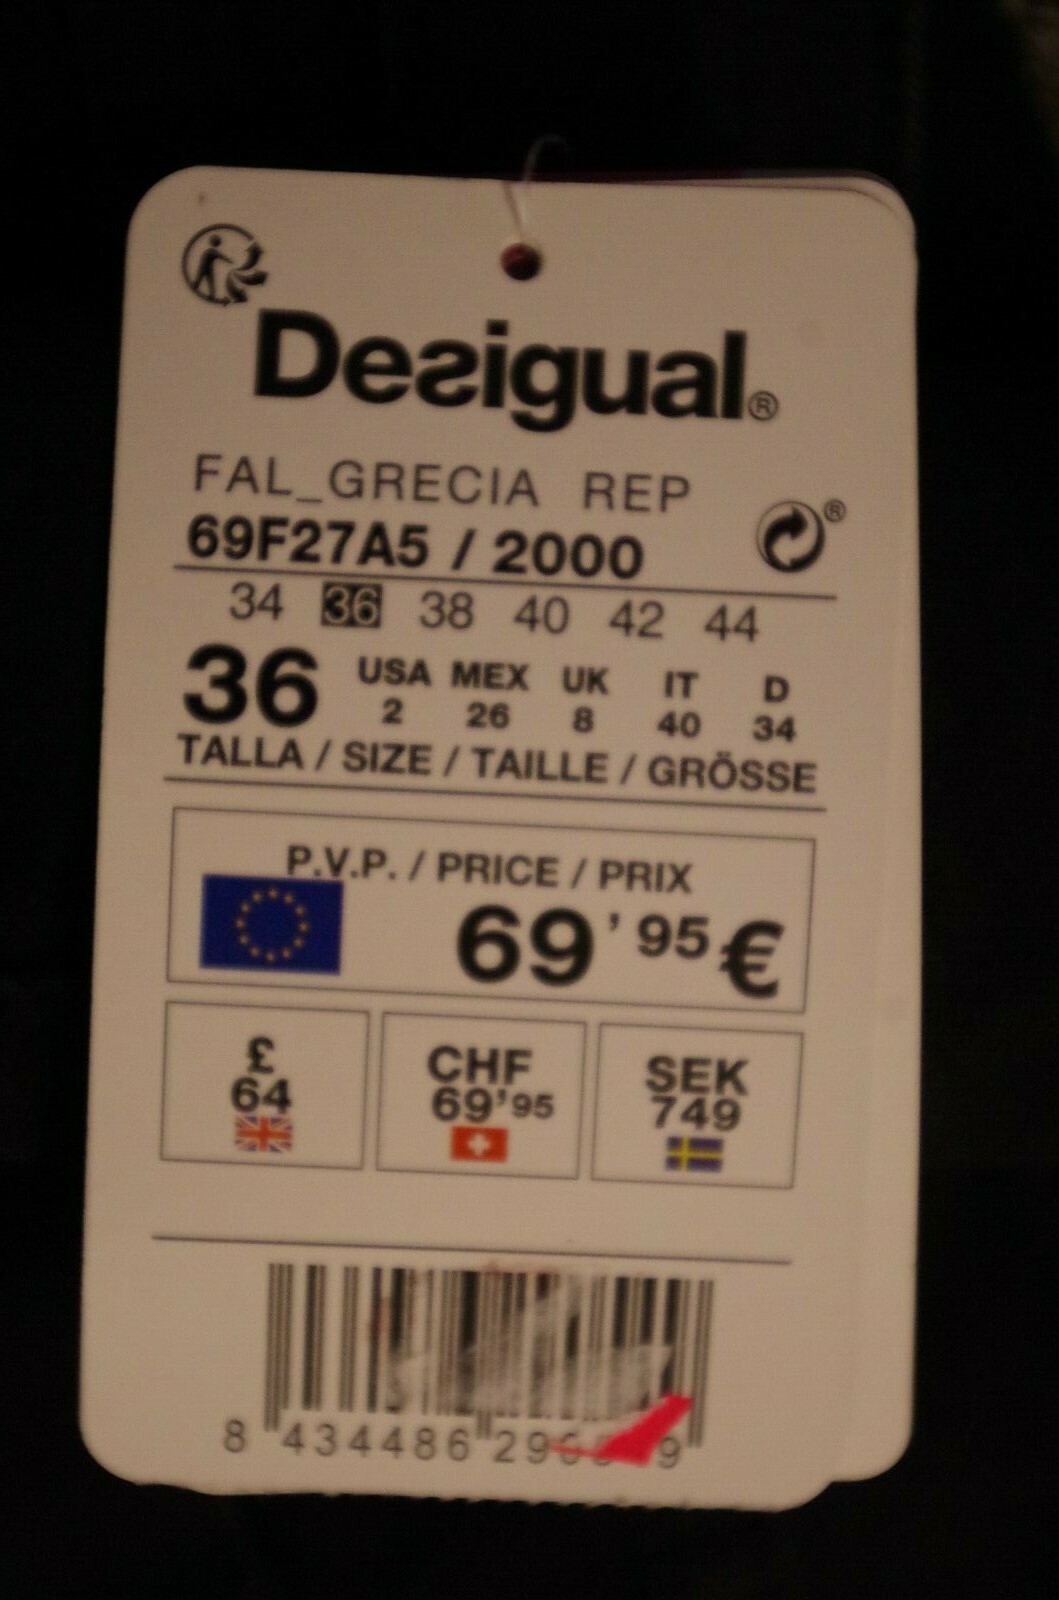 Desigual®
FAL_GRECIA REP
69F27A5 / 2000
®
34 36 38 40 42 44
36 USA MEX UK IT D
2 26 8 40 34
TALLA / SIZE / TAILLE / GRÖSSE
P.V.P. / PRICE / PRIX
69'95 €
£ CHF SEK
64 69'95 749
8 434486